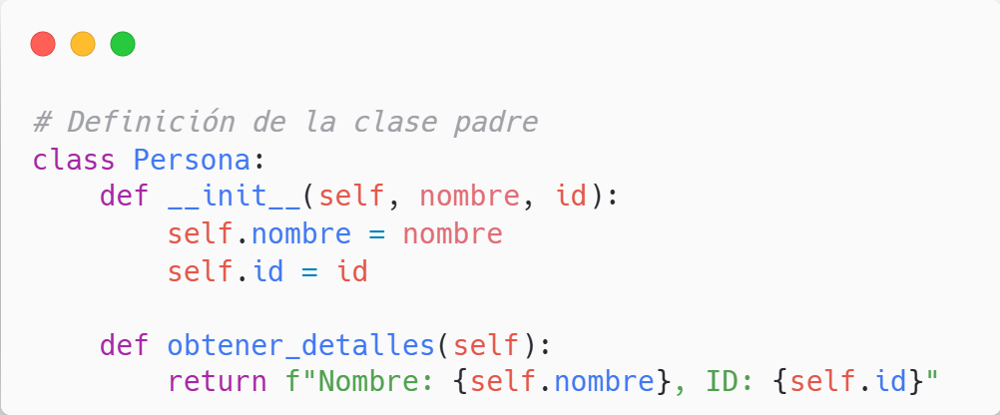 # Definición de la clase padre
class Persona:
    def __init__(self, nombre, id):
        self.nombre = nombre
        self.id = id

    def obtener_detalles(self):
        return f"Nombre: {self.nombre}, ID: {self.id}"